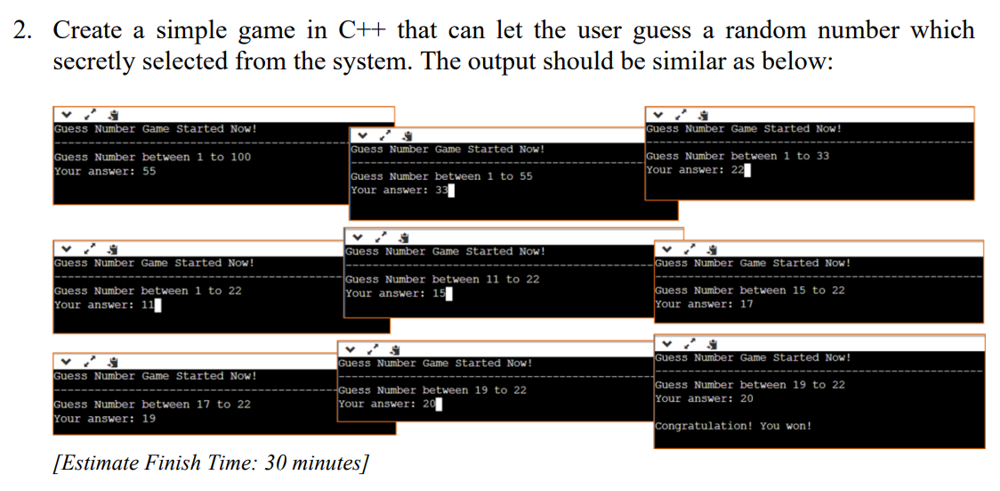 2. Create a simple game in C++ that can let the user guess a random number which
secretly selected from the system. The output should be similar as below:
Guess Number Game Started Now!
----------------------------------------
Guess Number between 1 to 100
Your answer: 55
Guess Number Game Started Now!
----------------------------------------
Guess Number between 1 to 55
Your answer: 33
Guess Number Game Started Now!
----------------------------------------
Guess Number between 1 to 33
Your answer: 22
Guess Number Game Started Now!
----------------------------------------
Guess Number between 1 to 22
Your answer: 11
Guess Number Game Started Now!
----------------------------------------
Guess Number between 11 to 22
Your answer: 15
Guess Number Game Started Now!
----------------------------------------
Guess Number between 15 to 22
Your answer: 17
Guess Number Game Started Now!
----------------------------------------
Guess Number between 17 to 22
Your answer: 19
Guess Number Game Started Now!
----------------------------------------
Guess Number between 19 to 22
Your answer: 20
Guess Number Game Started Now!
----------------------------------------
Guess Number between 19 to 22
Your answer: 20
Congratulation! You won!
[Estimate Finish Time: 30 minutes]